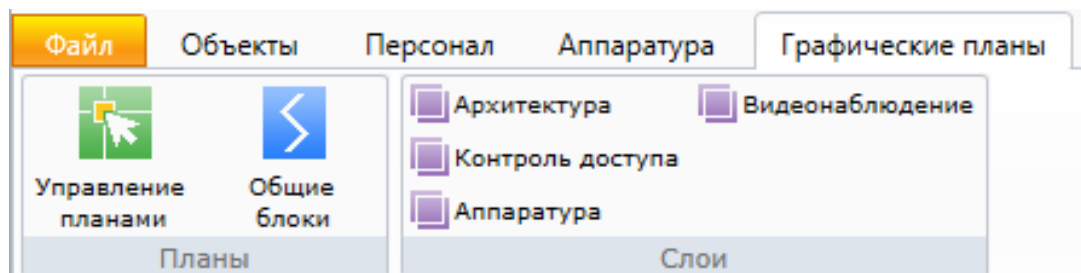 Файл Объекты Персонал Аппаратура Графические планы
Управление планами
Общие блоки
Архитектура Видеонаблюдение
Контроль доступа
Аппаратура
Планы Слои